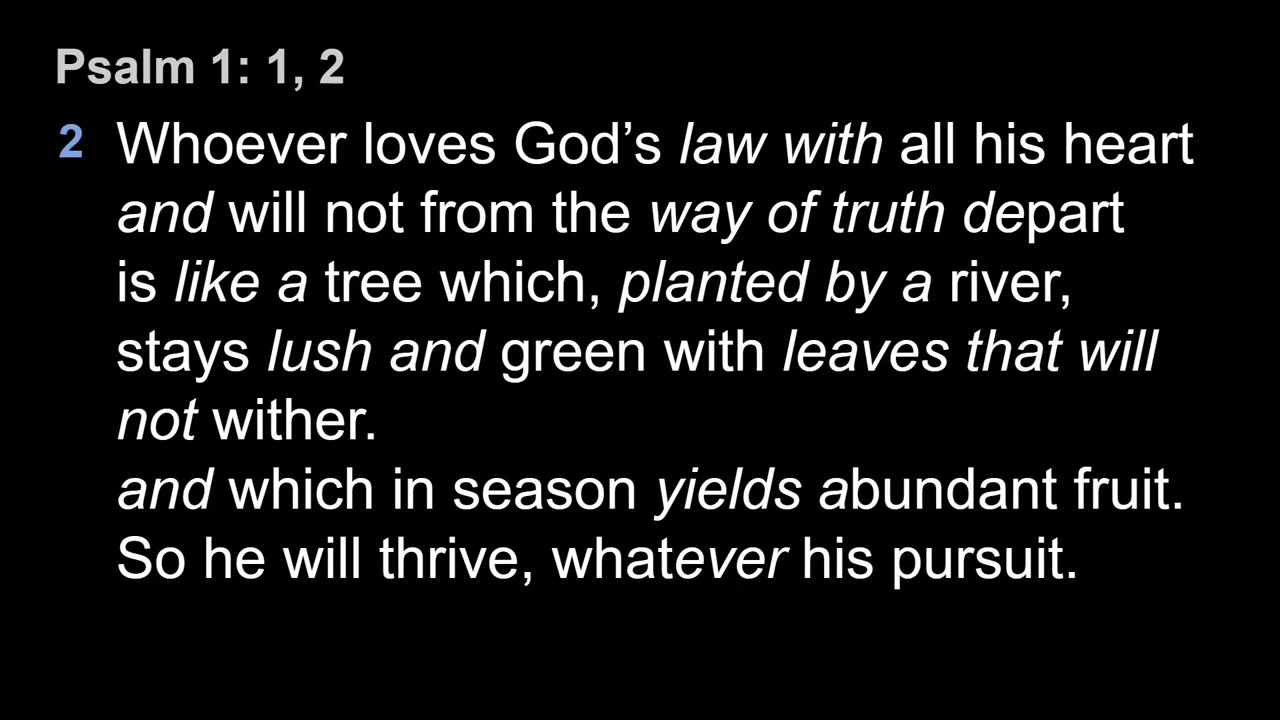 Psalm 1: 1, 2
2 Whoever loves God’s law with all his heart
and will not from the way of truth depart
is like a tree which, planted by a river,
stays lush and green with leaves that will
not wither.
and which in season yields abundant fruit.
So he will thrive, whatever his pursuit.